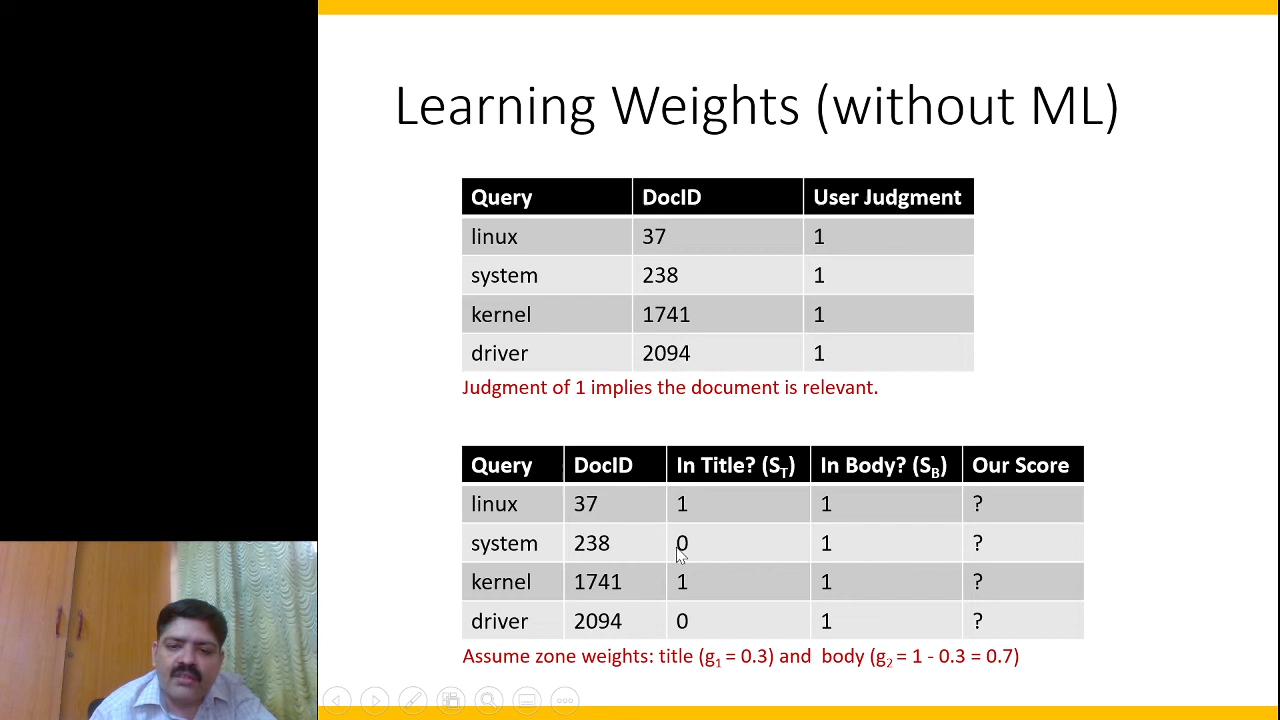 Learning Weights (without ML)
Query DocID User Judgment
linux 37 1
system 238 1
kernel 1741 1
driver 2094 1
Judgment of 1 implies the document is relevant.
Query DocID In Title? (S_T) In Body? (S_B) Our Score
linux 37 1 1 ?
system 238 0 1 ?
kernel 1741 1 1 ?
driver 2094 0 1 ?
Assume zone weights: title (g₁ = 0.3) and body (g₂ = 1 - 0.3 = 0.7)